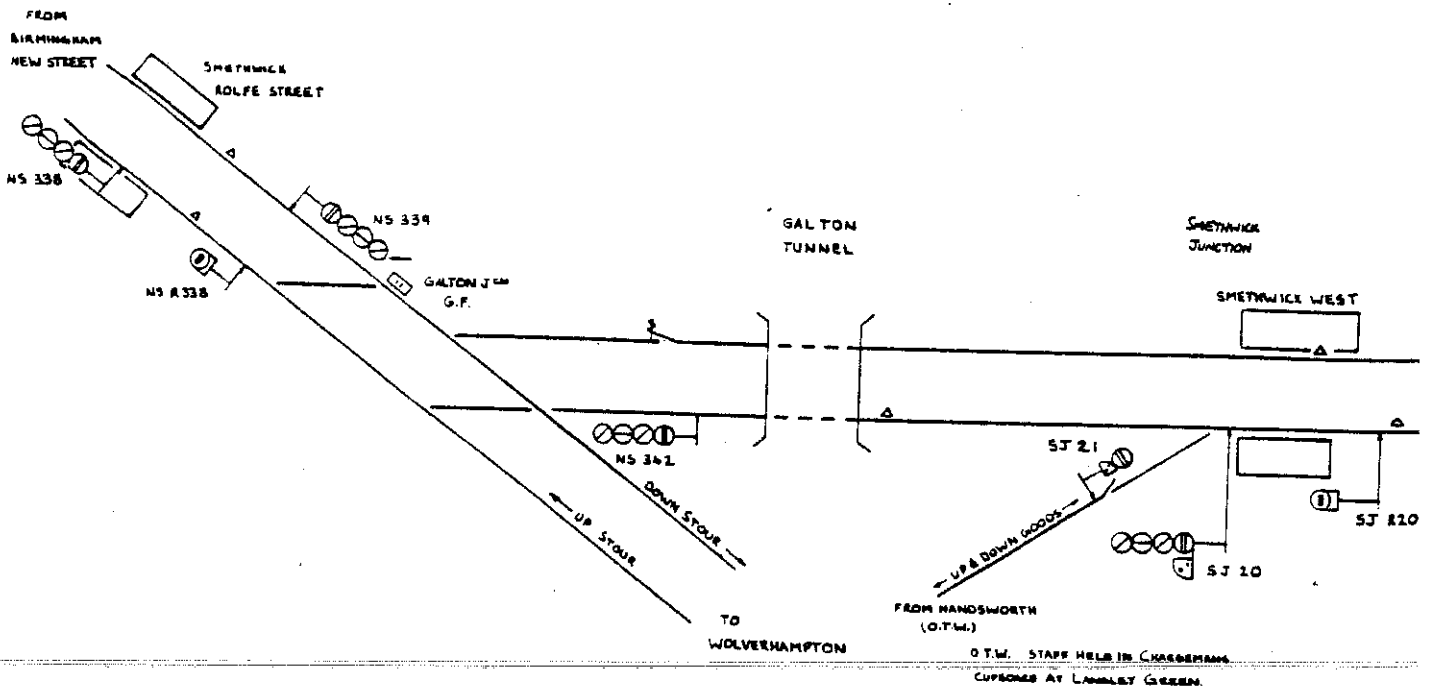 FROM
BIRMINGHAM
NEW STREET
SMETHWICK
ROLFE STREET
NS 338
NS 339
NS R338
GALTON JCN
G.F.
GALTON
TUNNEL
SMETHWICK
JUNCTION
SMETHWICK WEST
S
NS 342
SJ 21
SJ R20
SJ 20
DOWN STOUR
UP STOUR
UP & DOWN GOODS
FROM HANDSWORTH
(O.T.W.)
TO
WOLVERHAMPTON
O.T.W. STAFF HELD IN CHARGEMANS
CUPBOARD AT LANGLEY GREEN.